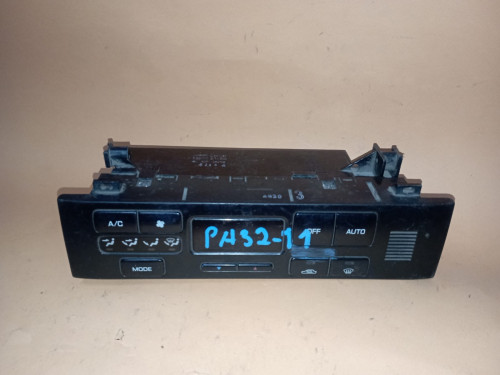 3
A/C
OFF
AUTO
PA32-11
MODE